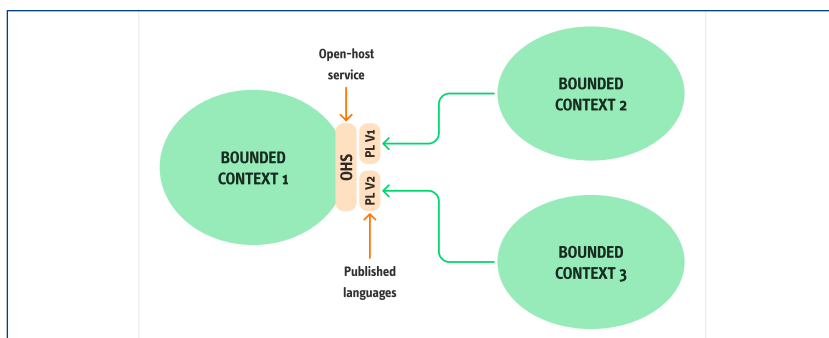 Open-host
service
BOUNDED
CONTEXT 2
BOUNDED
CONTEXT 1
OHS
PL V1
PL V2
BOUNDED
CONTEXT 3
Published
languages